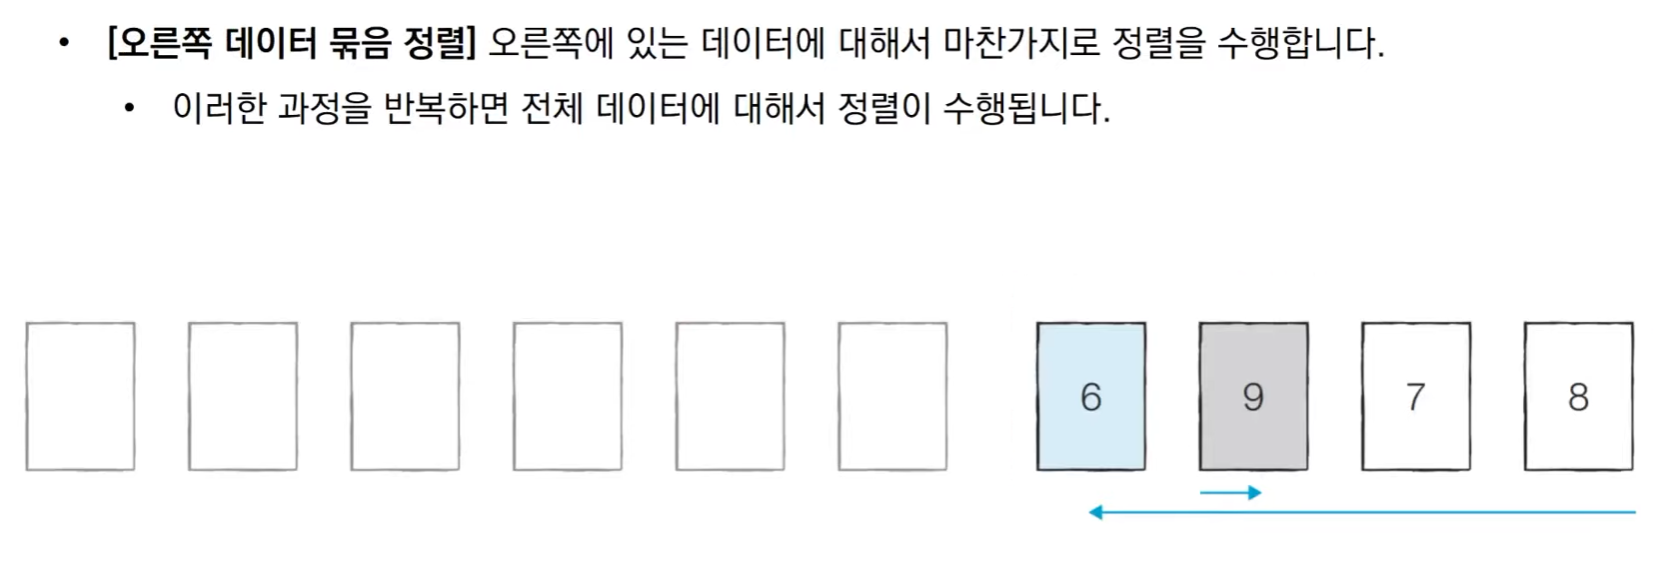 • [오른쪽 데이터 묶음 정렬] 오른쪽에 있는 데이터에 대해서 마찬가지로 정렬을 수행합니다.
• 이러한 과정을 반복하면 전체 데이터에 대해서 정렬이 수행됩니다.
6 9 7 8